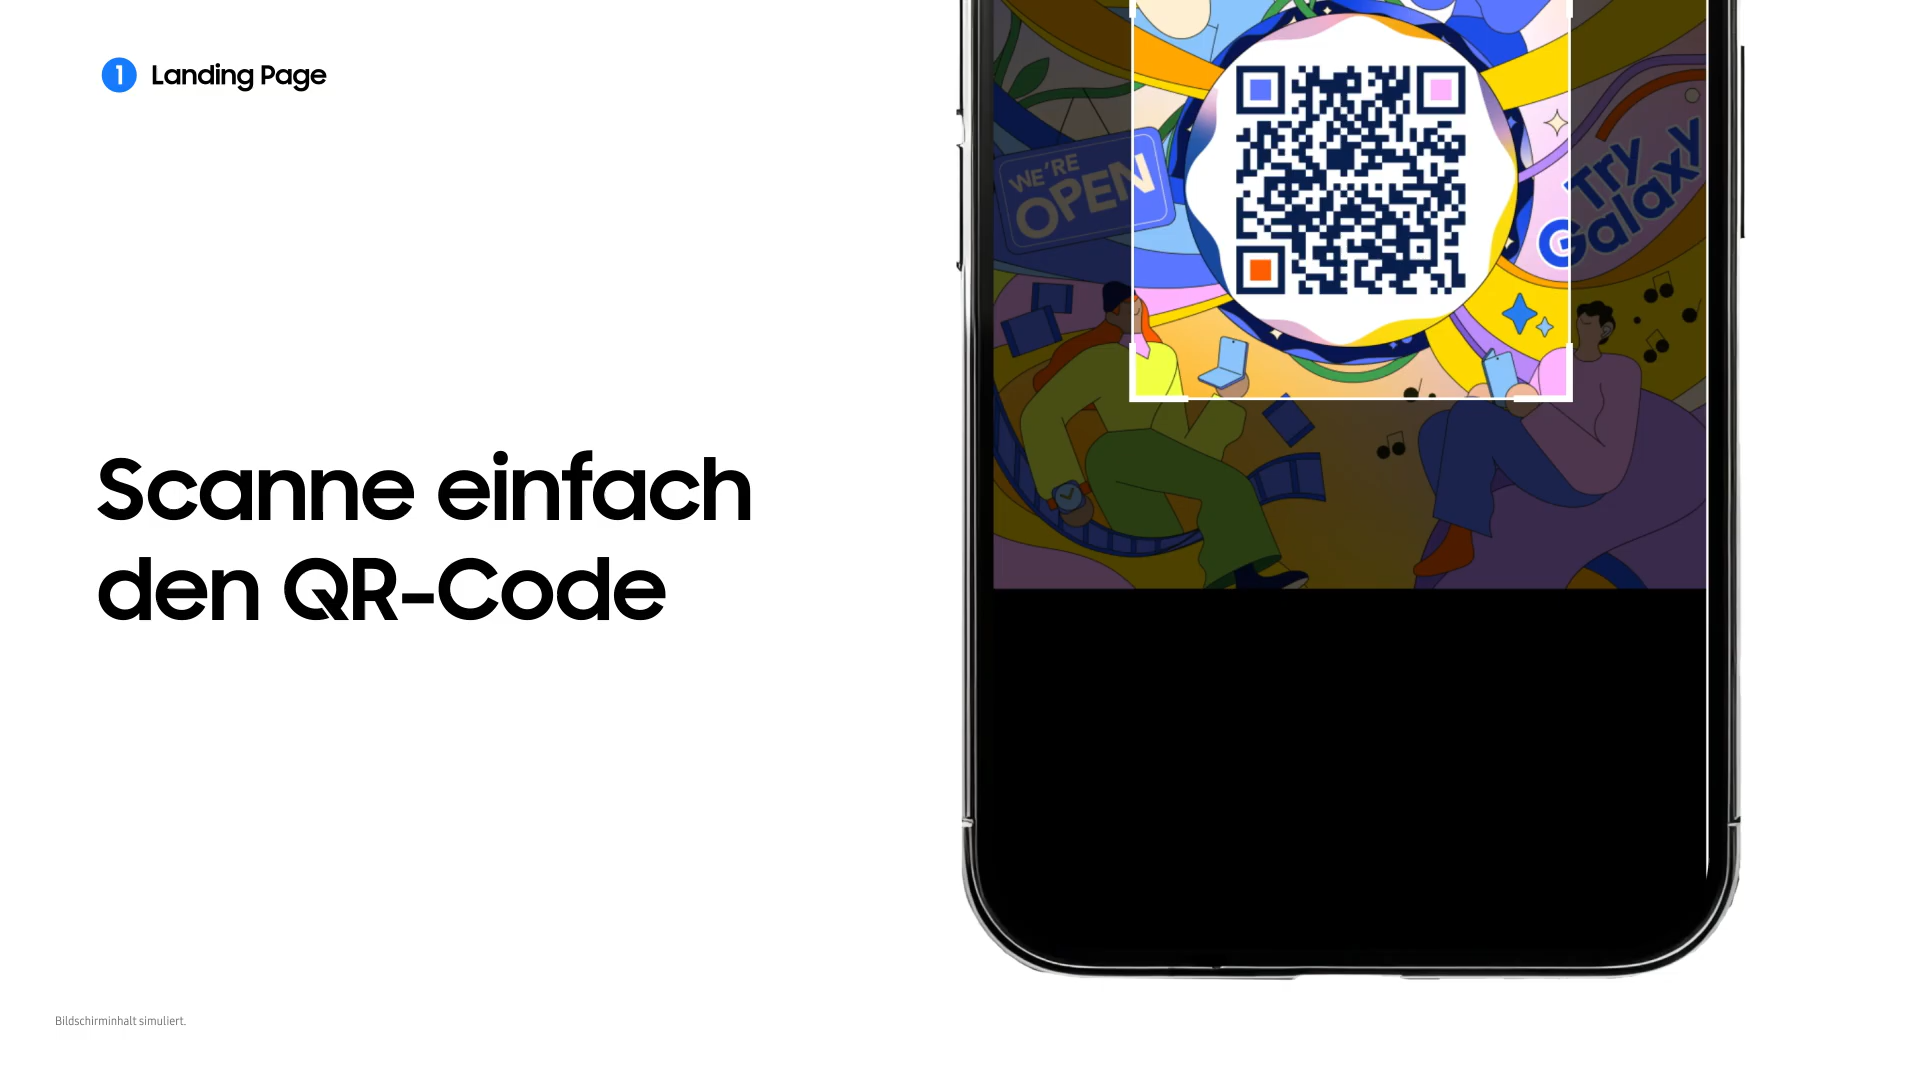 1 Landing Page
WE'RE
OPEN
Try
Galaxy
Scanne einfach
den QR-Code
Bildschirminhalt simuliert.